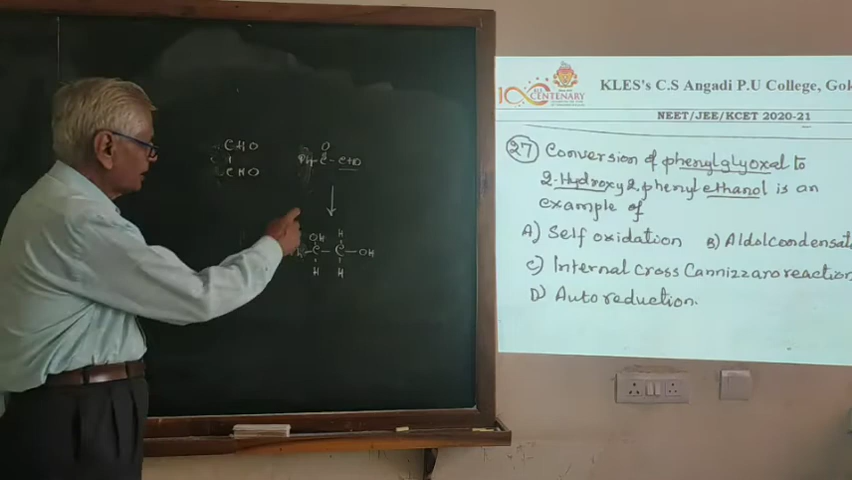 CHO
CHO
O
Ph-C-CHO
OH H
C-C-OH
H H
CENTENARY
KLES's C.S Angadi P.U College, Gok
NEET/JEE/KCET 2020-21
27) Conversion of phenylglyoxal to
2-Hydroxy 2, phenyl ethanol is an
example of
A) Self oxidation B) Aldol Condensat
C) Internal Cross Cannizzaro reaction
D) Auto reduction.